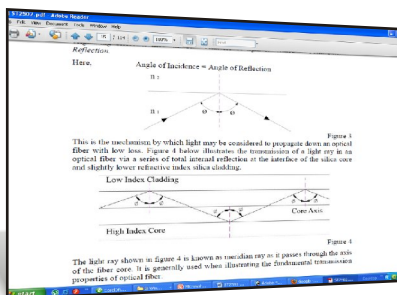 ST2507.pdf - Adobe Reader
File Edit View Document Tools Window Help
Reflection.
Here, Angle of Incidence = Angle of Reflection
Figure 3
This is the mechanism by which light may be considered to propagate down an optical
fiber with low loss. Figure 4 below illustrates the transmission of a light ray in an
optical fiber via a series of total internal reflection at the interface of the silica core
and slightly lower refractive index silica cladding.
Low Index Cladding
Core Axis
High Index Core
Figure 4
The light ray shown in figure 4 is known as meridian ray as it passes through the axis
of the fiber core. It is generally used when illustrating the fundamental transmission
properties of optical fiber.